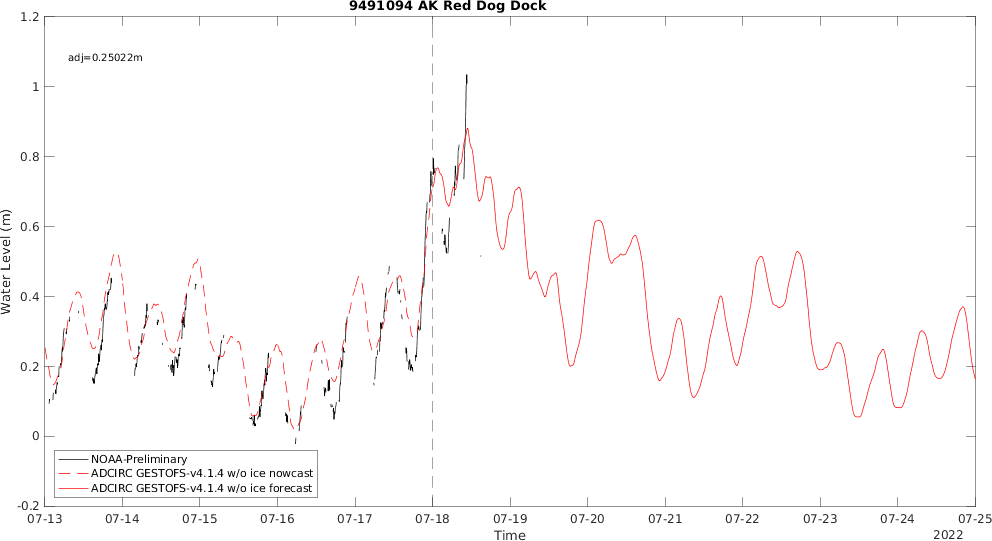 9491094 AK Red Dog Dock
1.2
adj=0.25022m
1
0.8
0.6
Water Level (m)
0.4
0.2
0
NOAA-Preliminary
ADCIRC GESTOFS-v4.1.4 w/o ice nowcast
ADCIRC GESTOFS-v4.1.4 w/o ice forecast
-0.2
07-13 07-14 07-15 07-16 07-17 07-18 07-19 07-20 07-21 07-22 07-23 07-24 07-25
Time 2022